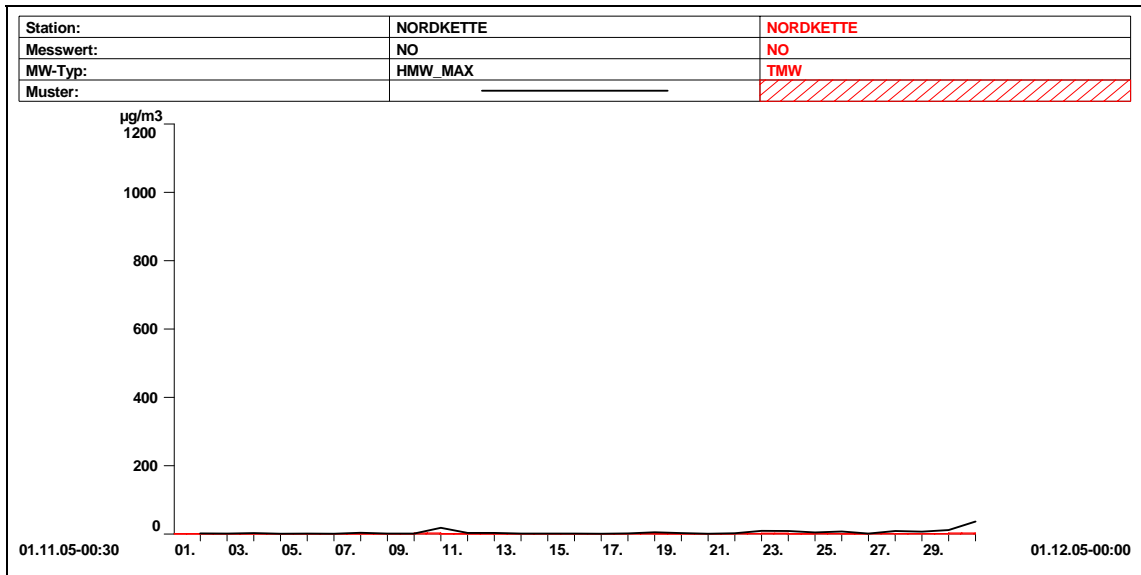 Station: NORDKETTE NORDKETTE
Messwert: NO NO
MW-Typ: HMW_MAX TMW
Muster:
µg/m3
1200
1000
800
600
400
200
0
01.11.05-00:30 01. 03. 05. 07. 09. 11. 13. 15. 17. 19. 21. 23. 25. 27. 29. 01.12.05-00:00